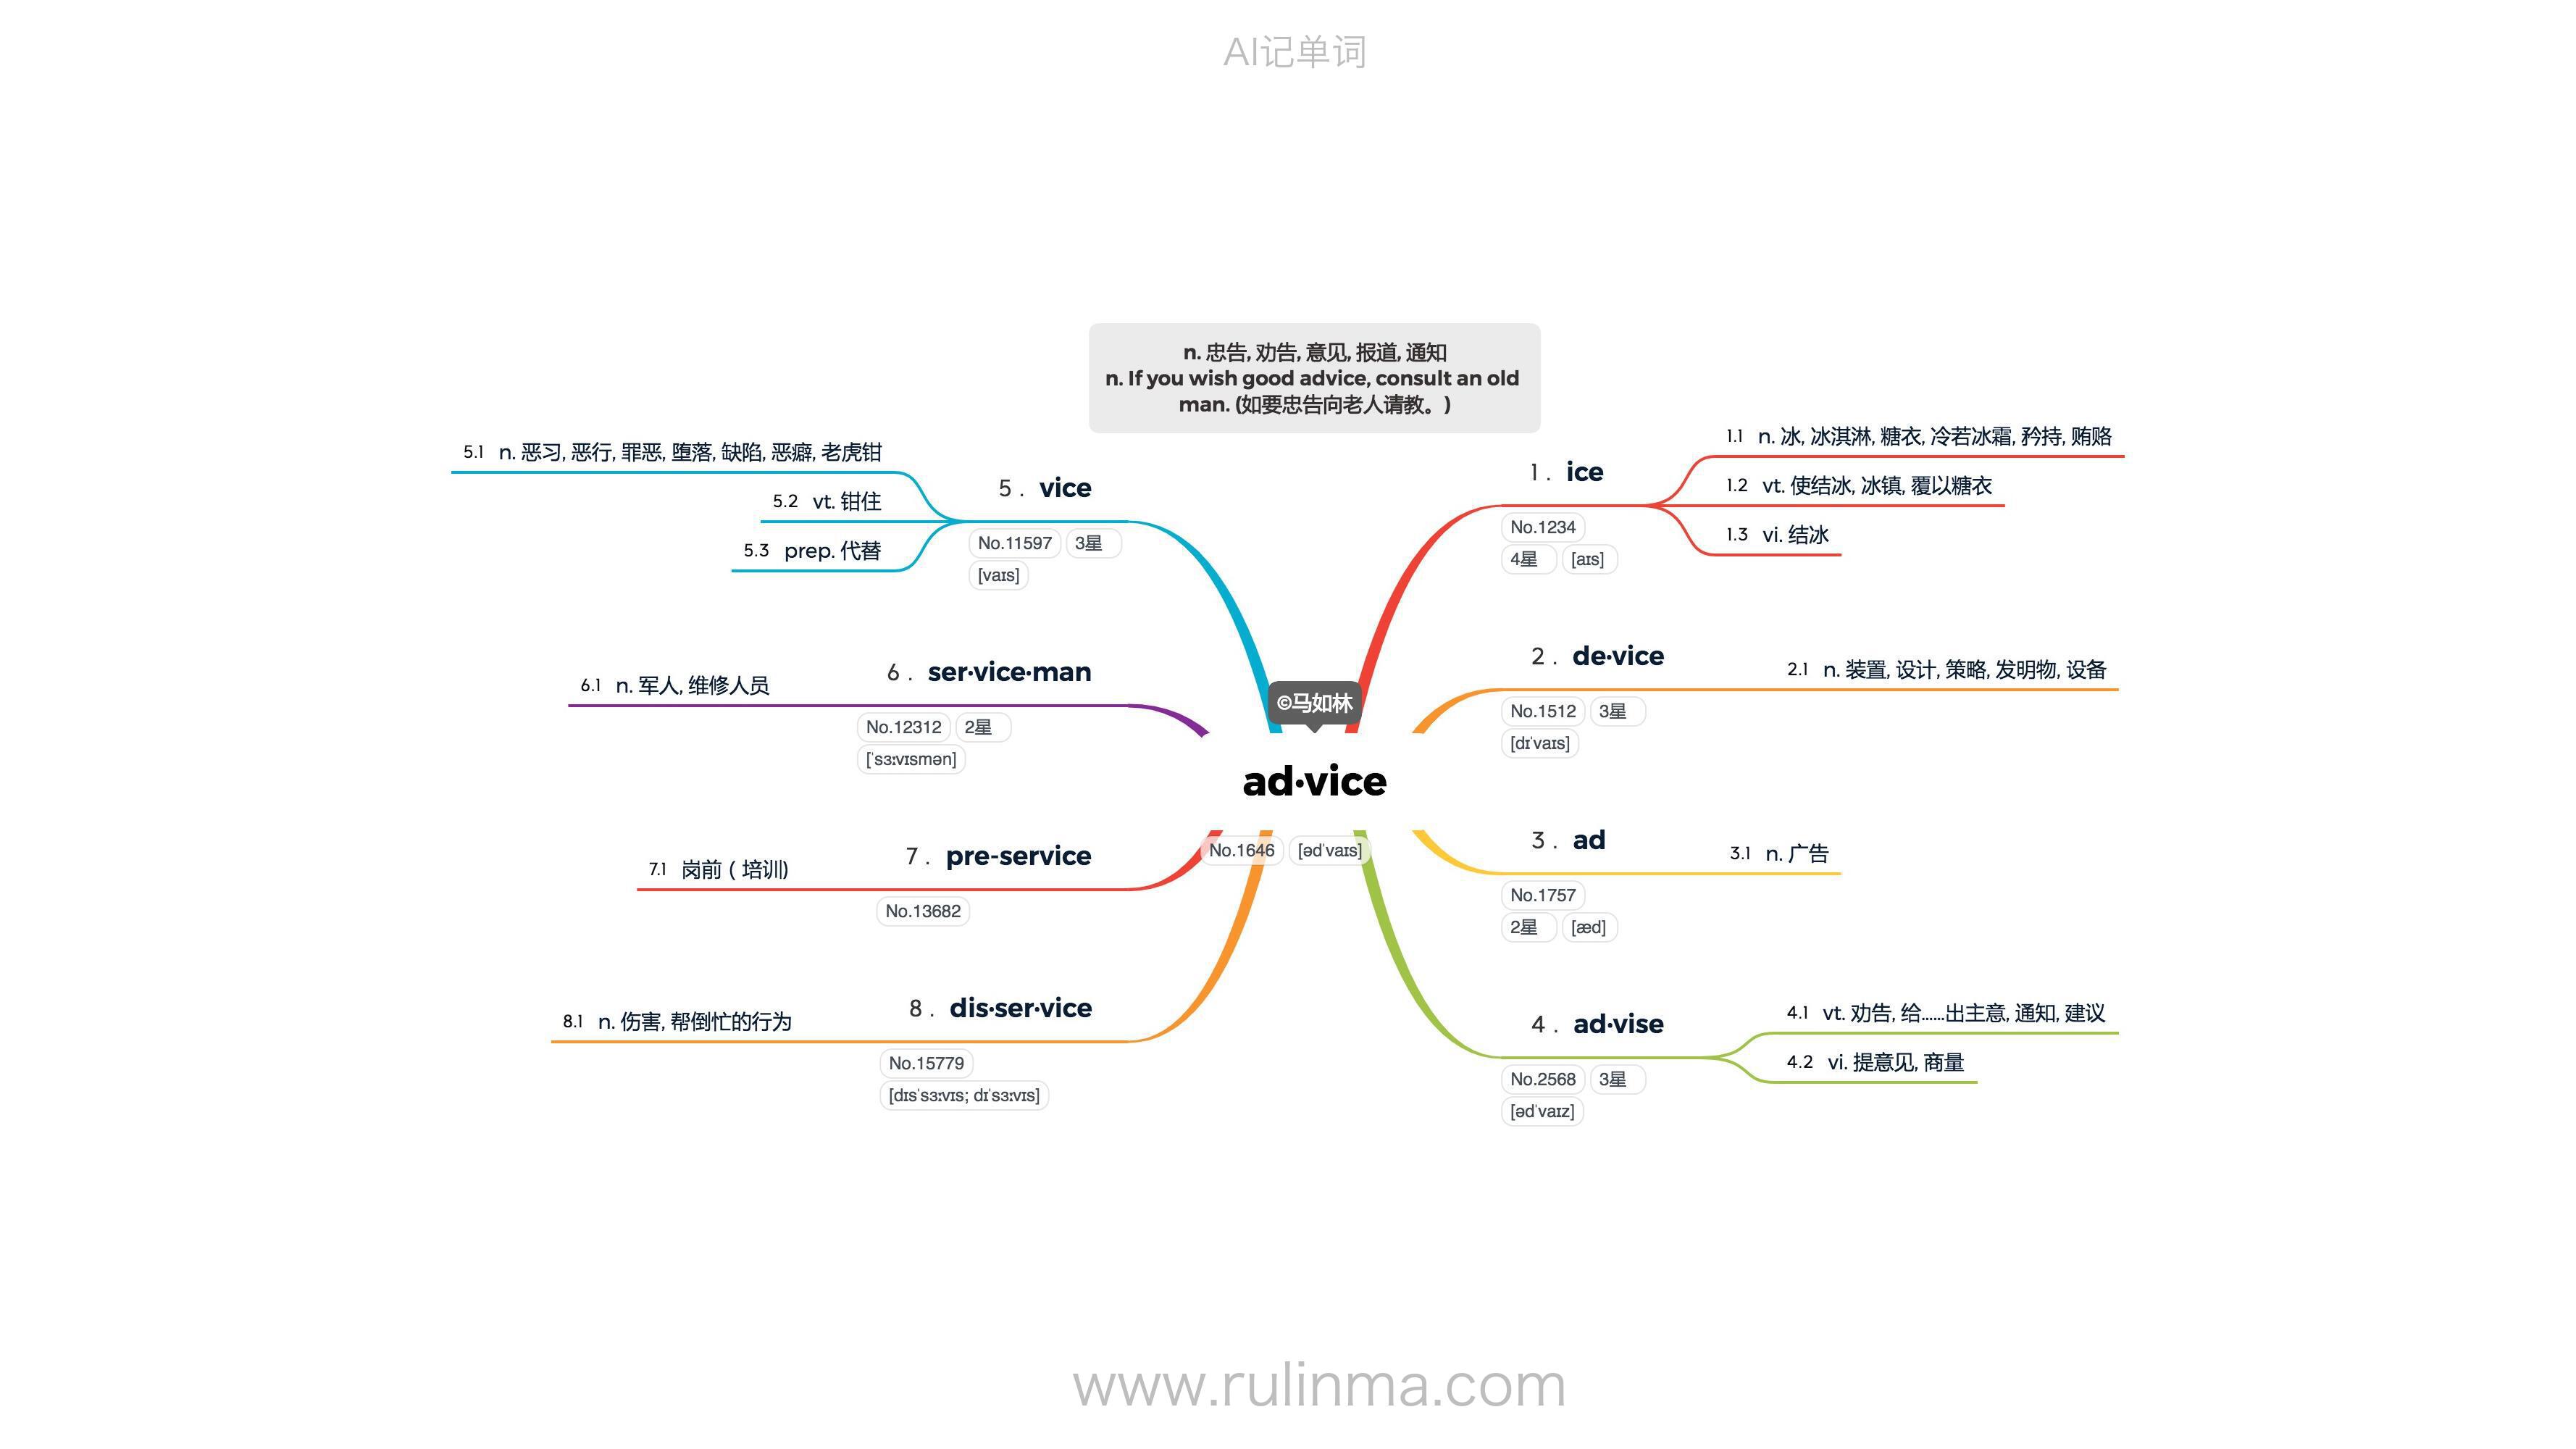 AI记单词
n. 忠告, 劝告, 意见, 报道, 通知
n. If you wish good advice, consult an old
man. (如要忠告向老人请教。)
©马如林
ad·vice
No.1646 [ədˈvaɪs]
1 . ice
No.1234
4星 [aɪs]
1.1 n. 冰, 冰淇淋, 糖衣, 冷若冰霜, 矜持, 贿赂
1.2 vt. 使结冰, 冰镇, 覆以糖衣
1.3 vi. 结冰
2 . de·vice
No.1512 3星
[dɪˈvaɪs]
2.1 n. 装置, 设计, 策略, 发明物, 设备
3 . ad
No.1757
2星 [æd]
3.1 n. 广告
4 . ad·vise
No.2568 3星
[ədˈvaɪz]
4.1 vt. 劝告, 给......出主意, 通知, 建议
4.2 vi. 提意见, 商量
5 . vice
No.11597 3星
[vaɪs]
5.1 n. 恶习, 恶行, 罪恶, 堕落, 缺陷, 恶癖, 老虎钳
5.2 vt. 钳住
5.3 prep. 代替
6 . ser·vice·man
No.12312 2星
[ˈsɜːvɪsmən]
6.1 n. 军人, 维修人员
7 . pre-service
No.13682
7.1 岗前（培训)
8 . dis·ser·vice
No.15779
[dɪsˈsɜːvɪs; dɪˈsɜːvɪs]
8.1 n. 伤害, 帮倒忙的行为
www.rulinma.com